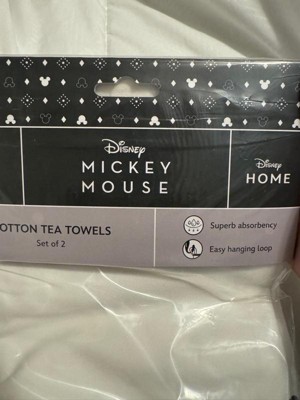 Disney
MICKEY
MOUSE
Disney
HOME
OTTON TEA TOWELS
Set of 2
Superb absorbency
Easy hanging loop